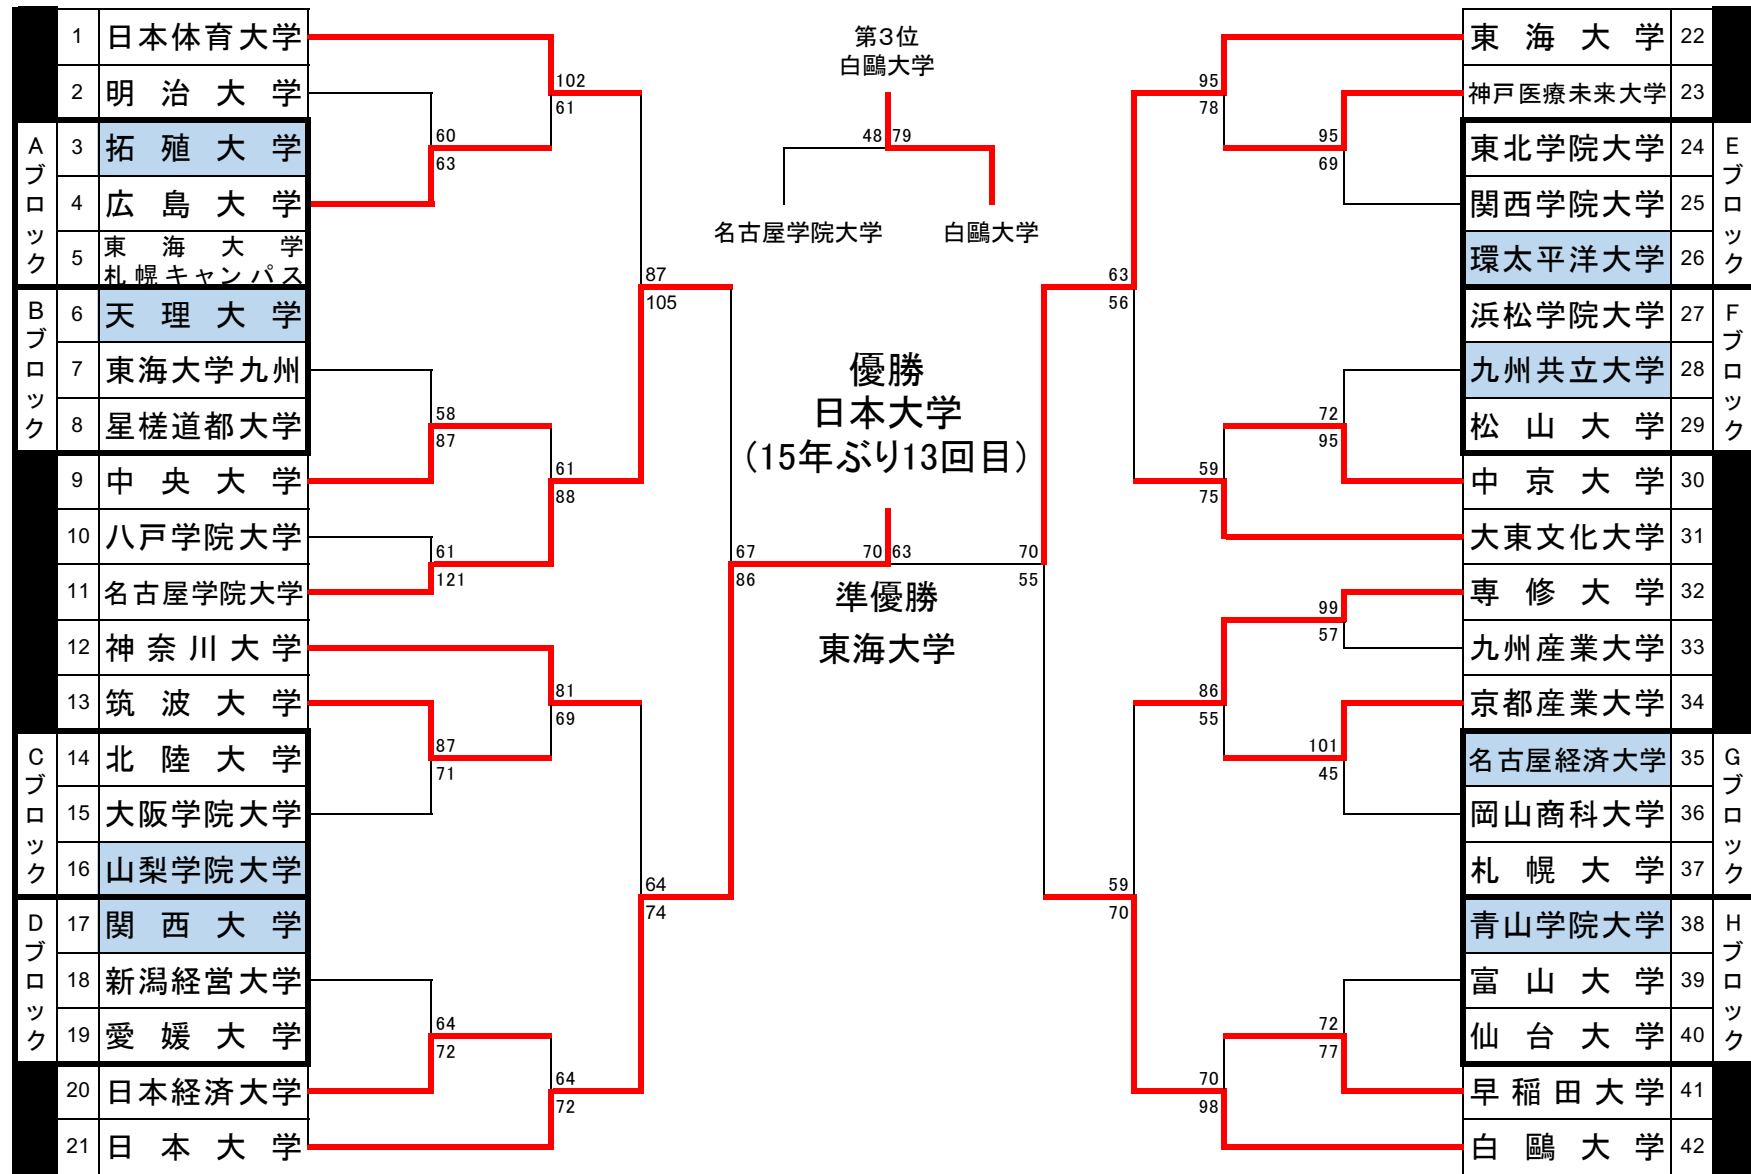 1 日本体育大学
2 明治大学
Aブロック
3 拓殖大学
4 広島大学
5 東海大学
札幌キャンパス
Bブロック
6 天理大学
7 東海大学九州
8 星槎道都大学
9 中央大学
10 八戸学院大学
11 名古屋学院大学
12 神奈川大学
13 筑波大学
Cブロック
14 北陸大学
15 大阪学院大学
16 山梨学院大学
Dブロック
17 関西大学
18 新潟経営大学
19 愛媛大学
20 日本経済大学
21 日本大学
60
63
58
87
61
121
87
71
64
72
102
61
61
88
81
69
64
72
87
105
64
74
67
86
第3位
白鷗大学
48 79
名古屋学院大学 白鷗大学
優勝
日本大学
(15年ぶり13回目)
70 63
準優勝
東海大学
70
55
63
56
59
70
95
78
59
75
86
55
70
98
95
69
72
95
99
57
101
45
72
77
東海大学 22
神戸医療未来大学 23
東北学院大学 24
Eブロック
関西学院大学 25
環太平洋大学 26
浜松学院大学 27
Fブロック
九州共立大学 28
松山大学 29
中京大学 30
大東文化大学 31
専修大学 32
九州産業大学 33
京都産業大学 34
名古屋経済大学 35
Gブロック
岡山商科大学 36
札幌大学 37
青山学院大学 38
Hブロック
富山大学 39
仙台大学 40
早稲田大学 41
白鷗大学 42